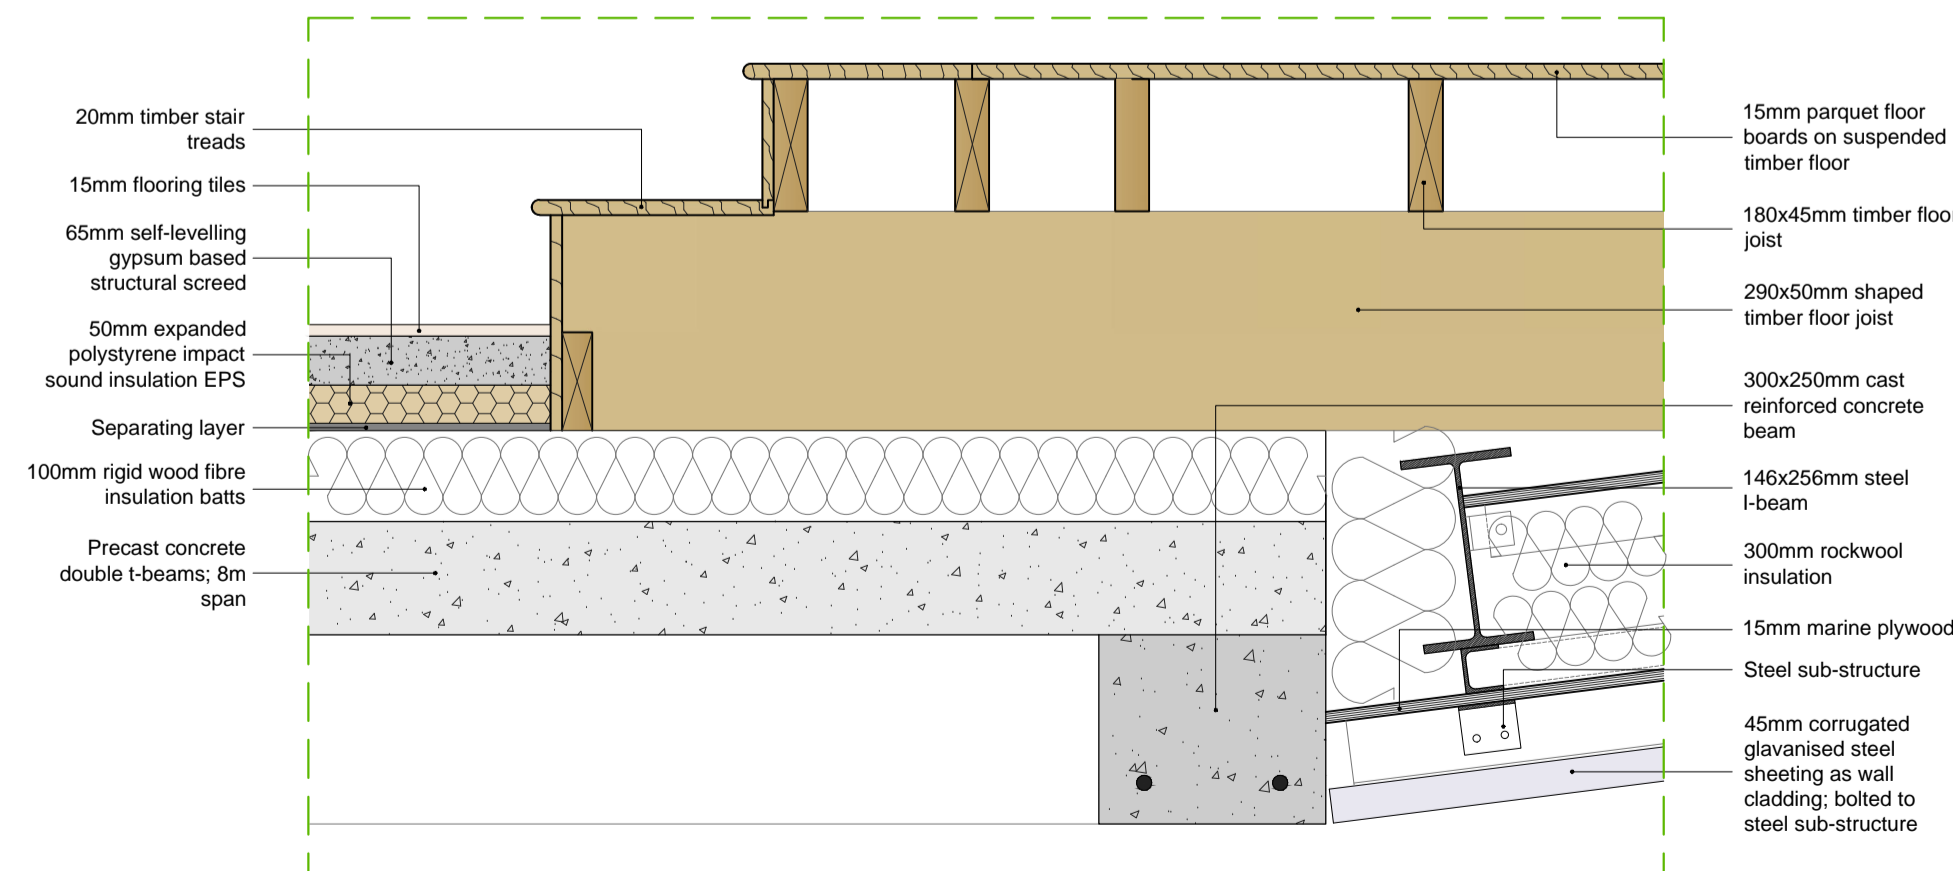 20mm timber stair
treads
15mm flooring tiles
65mm self-levelling
gypsum based
structural screed
50mm expanded
polystyrene impact
sound insulation EPS
Separating layer
100mm rigid wood fibre
insulation batts
Precast concrete
double t-beams; 8m
span
15mm parquet floor
boards on suspended
timber floor
180x45mm timber floor
joist
290x50mm shaped
timber floor joist
300x250mm cast
reinforced concrete
beam
146x256mm steel
I-beam
300mm rockwool
insulation
15mm marine plywood
Steel sub-structure
45mm corrugated
glavanised steel
sheeting as wall
cladding; bolted to
steel sub-structure